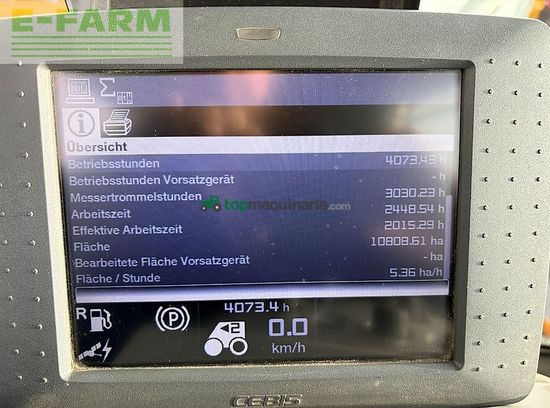 E-FARM
Übersicht
Betriebsstunden 4073.43 h
Betriebsstunden Vorsatzgerät - h
Messertrommelstunden 3030.23 h
Arbeitszeit 2448.54 h
Effektive Arbeitszeit 2015.29 h
Fläche 10808.61 ha
Bearbeitete Fläche Vorsatzgerät - ha
Fläche / Stunde 5.36 ha/h
topmaquinaria.com
4073.4 h
R
P
2
0.0
km/h
CEBIS